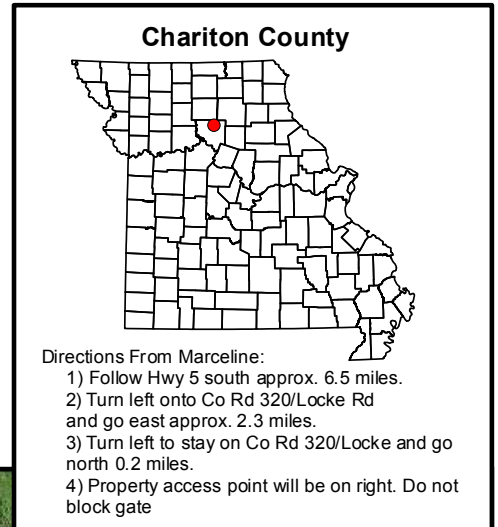 Chariton County
Directions From Marceline:
1) Follow Hwy 5 south approx. 6.5 miles.
2) Turn left onto Co Rd 320/Locke Rd
and go east approx. 2.3 miles.
3) Turn left to stay on Co Rd 320/Locke and go
north 0.2 miles.
4) Property access point will be on right. Do not
block gate